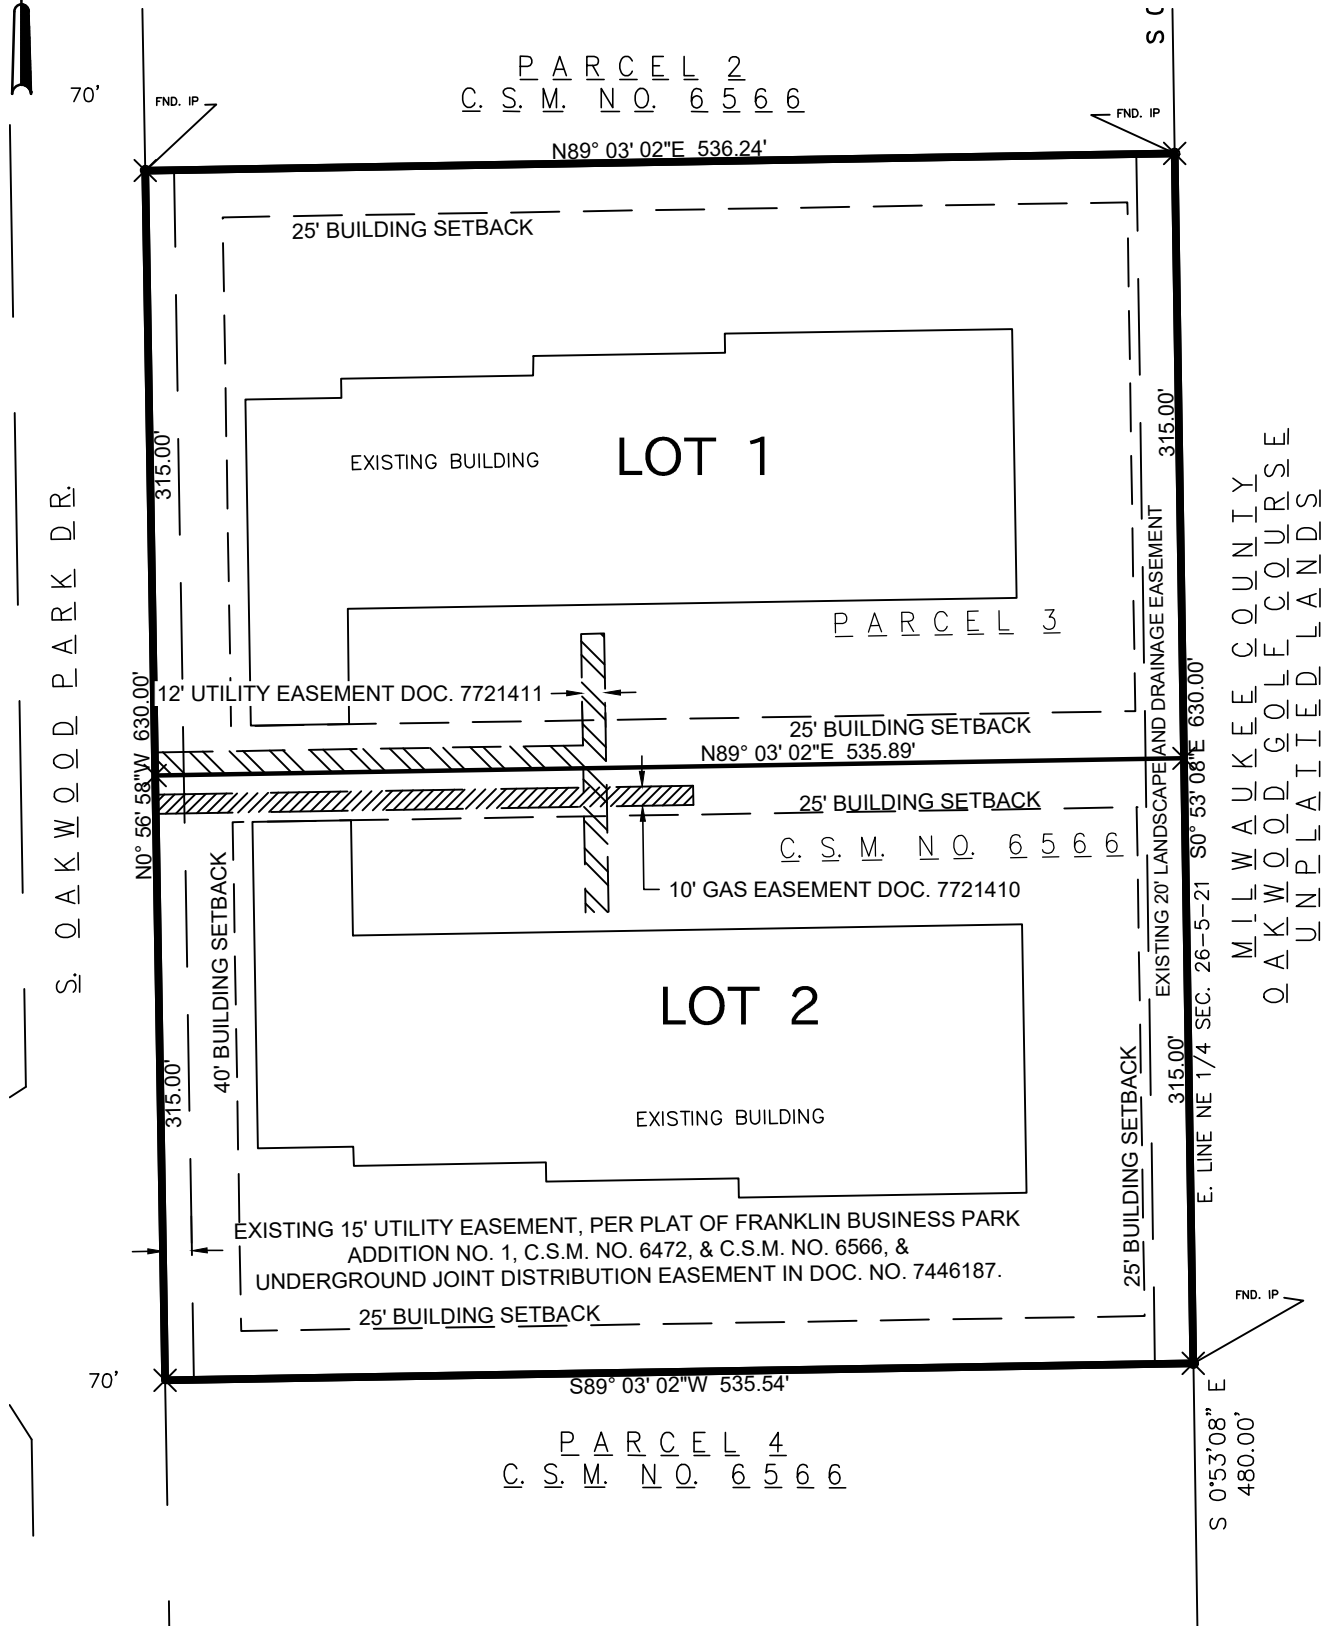 S
70'
FND. IP
PARCEL 2
C.S.M. NO. 6566
FND. IP
N89° 03' 02"E 536.24'
25' BUILDING SETBACK
315.00'
315.00'
EXISTING BUILDING
LOT 1
S. OAKWOOD PARK DR.
MILWAUKEE COUNTY
OAKWOOD GOLF COURSE
UNPLATTED LANDS
PARCEL 3
EXISTING 20' LANDSCAPE AND DRAINAGE EASEMENT
N0° 56' 58"W 630.00'
S0° 53' 08"E 630.00'
12' UTILITY EASEMENT DOC. 7721411
25' BUILDING SETBACK
N89° 03' 02"E 535.89'
25' BUILDING SETBACK
C.S.M. NO. 6566
10' GAS EASEMENT DOC. 7721410
40' BUILDING SETBACK
E. LINE NE 1/4 SEC. 26-5-21
LOT 2
315.00'
315.00'
25' BUILDING SETBACK
EXISTING BUILDING
EXISTING 15' UTILITY EASEMENT, PER PLAT OF FRANKLIN BUSINESS PARK
ADDITION NO. 1, C.S.M. NO. 6472, & C.S.M. NO. 6566, &
UNDERGROUND JOINT DISTRIBUTION EASEMENT IN DOC. NO. 7446187.
25' BUILDING SETBACK
FND. IP
70'
S89° 03' 02"W 535.54'
PARCEL 4
C.S.M. NO. 6566
S 0°53'08" E
480.00'